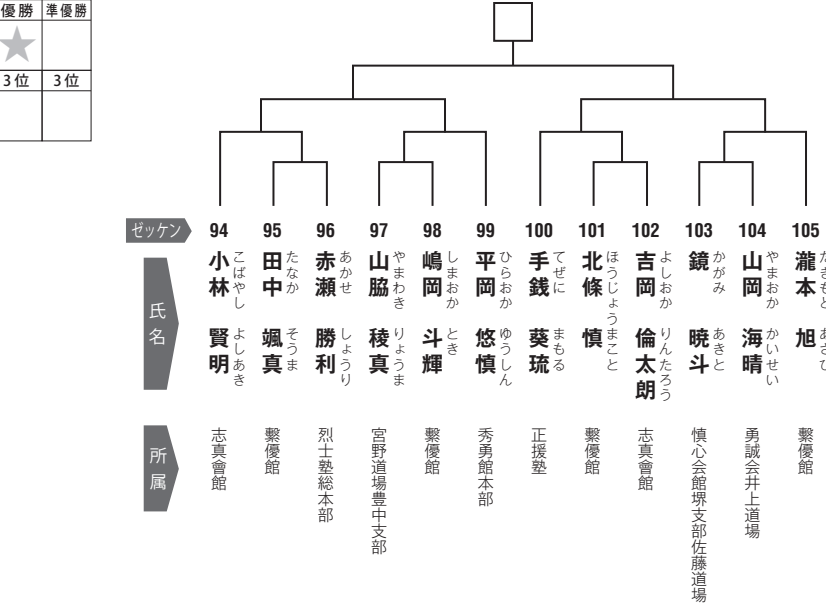 優勝 準優勝
3位 3位
ゼッケン 94 95 96 97 98 99 100 101 102 103 104 105
氏名
小林 賢明 こばやし よしあき
田中 颯真 たなか そうま
赤瀬 勝利 あかせ しょうり
山脇 稜真 やまわき りょうま
嶋岡 斗輝 しまおか とき
平岡 悠慎 ひらおか ゆうしん
手銭 葵琉 てぜに まもる
北條 慎 ほうじょう まこと
吉岡 倫太朗 よしおか りんたろう
鏡 暁斗 かがみ あきと
山岡 海晴 やまおか かいせい
瀧本 旭 たきもと あさひ
所属
志真會館
繋優館
烈士塾総本部
宮野道場豊中支部
繋優館
秀勇館本部
正援塾
繋優館
志真會館
慎心会館堺支部佐藤道場
勇誠会井上道場
繋優館